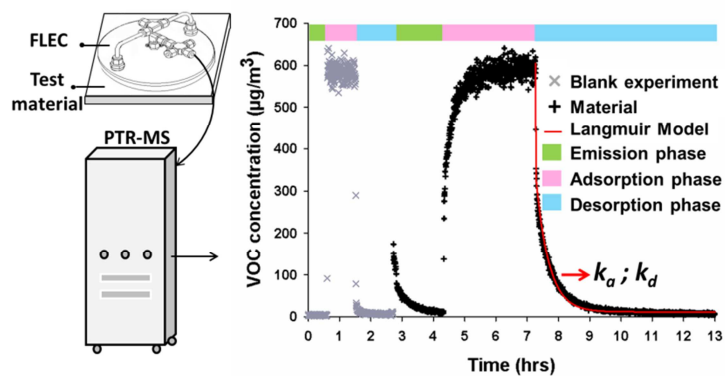 FLEC
Test
material
PTR-MS
VOC concentration (µg/m³)
700
600
500
400
300
200
100
0
0 1 2 3 4 5 6 7 8 9 10 11 12 13
Time (hrs)
Blank experiment
Material
Langmuir Model
Emission phase
Adsorption phase
Desorption phase
kₐ ; k_d